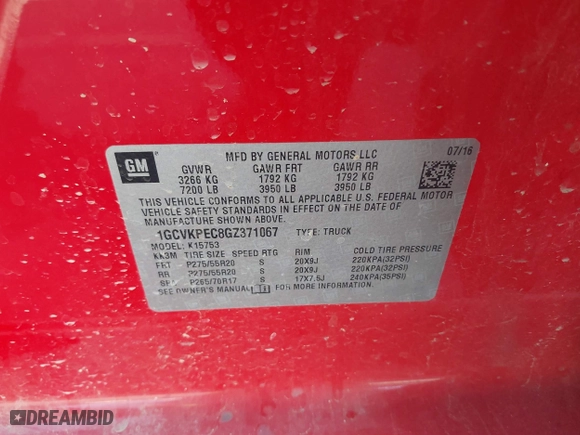 GM
MFD BY GENERAL MOTORS LLC 07/16
GVWR GAWR FRT GAWR RR
3266 KG 1792 KG 1792 KG
7200 LB 3950 LB 3950 LB
THIS VEHICLE CONFORMS TO ALL APPLICABLE U.S. FEDERAL MOTOR
VEHICLE SAFETY STANDARDS IN EFFECT ON THE DATE OF
MANUFACTURE SHOWN ABOVE.
1GCVKPEC8GZ371067 TYPE: TRUCK
MODEL: K15753
KK3M TIRE SIZE SPEED RTG RIM COLD TIRE PRESSURE
FRT P275/55R20 S 20X9J 220KPA(32PSI)
RR P275/55R20 S 20X9J 220KPA(32PSI)
SPA P265/70R17 S 17X7.5J 240KPA(35PSI)
SEE OWNER'S MANUAL FOR MORE INFORMATION.
DREAMBID